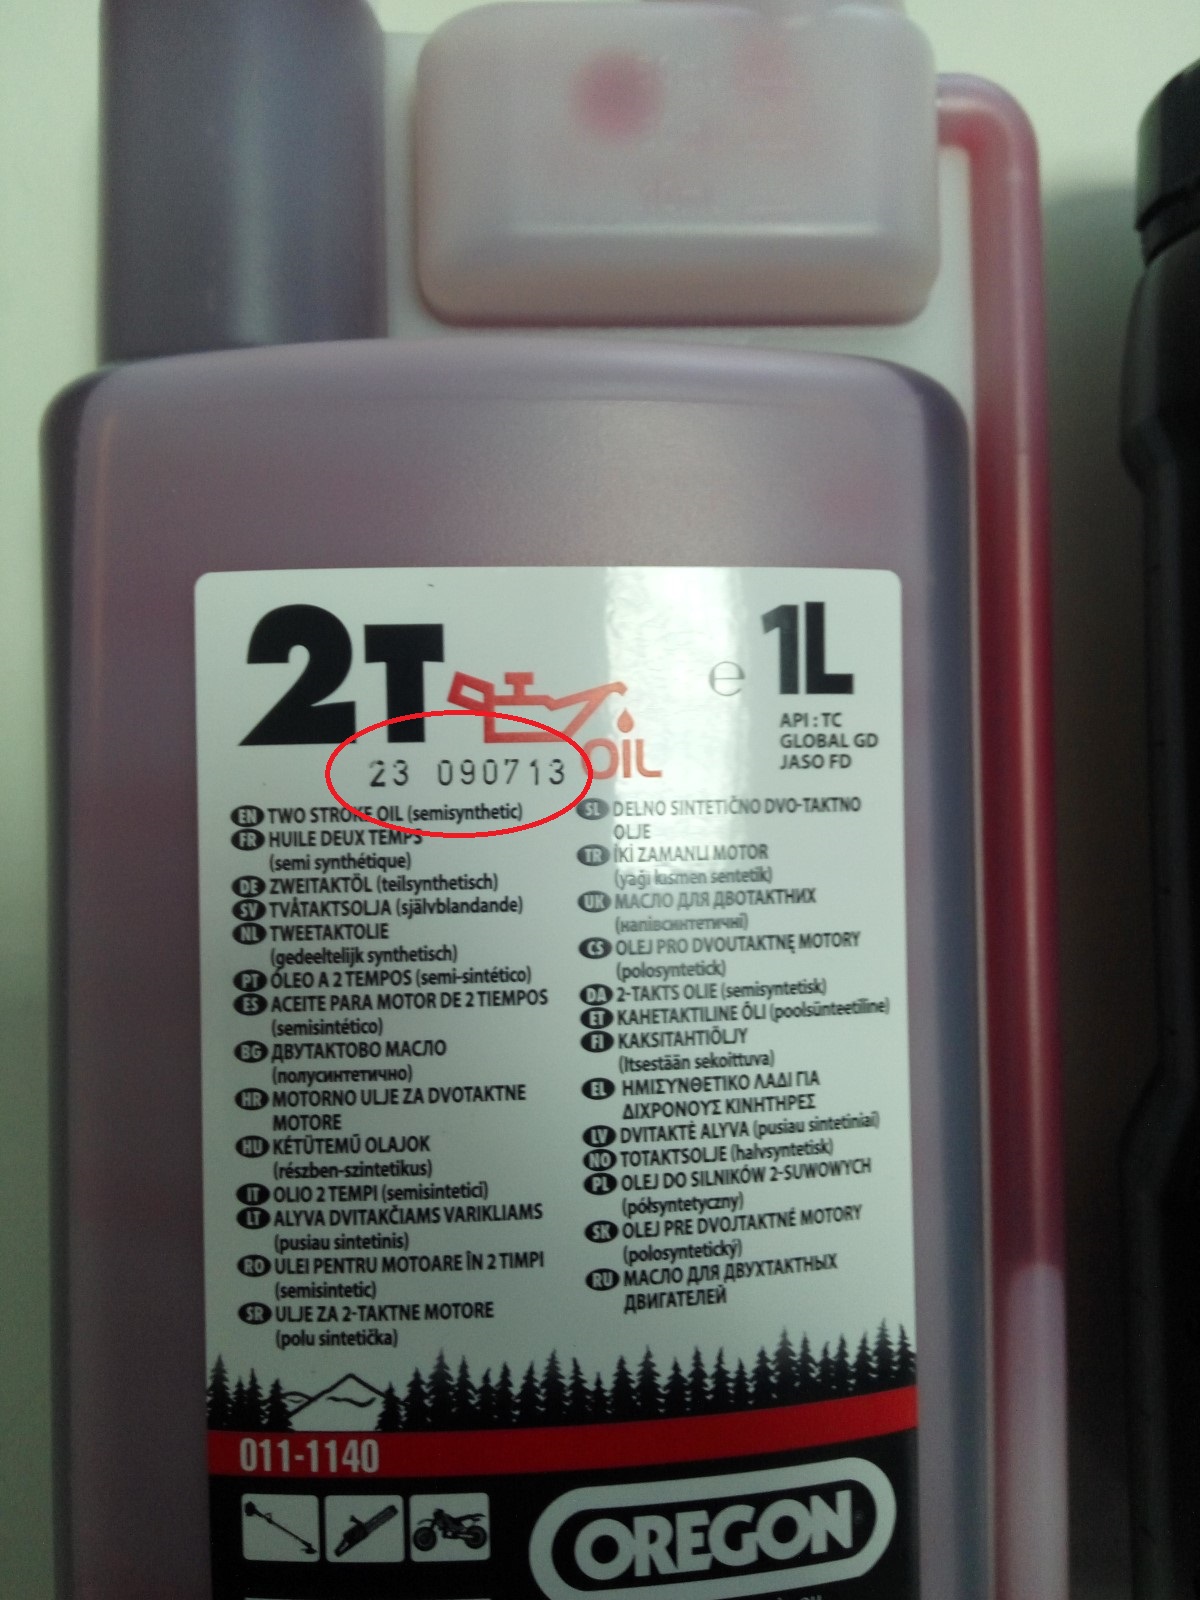 2T
OIL
e 1L
API : TC
GLOBAL GD
JASO FD
23 090713
EN TWO STROKE OIL (semisynthetic)
FR HUILE DEUX TEMPS
(semi synthétique)
DE ZWEITAKTÖL (teilsynthetisch)
SV TVÅTAKTSOLJA (självblandande)
NL TWEETAKTOLIE
(gedeeltelijk synthetisch)
PT ÓLEO A 2 TEMPOS (semi-sintético)
ES ACEITE PARA MOTOR DE 2 TIEMPOS
(semisintético)
BG ДВУТАКТОВО МАСЛО
(полусинтетично)
HR MOTORNO ULJE ZA DVOTAKTNE
MOTORE
HU KÉTÜTEMŰ OLAJOK
(részben-szintetikus)
IT OLIO 2 TEMPI (semisintetici)
LT ALYVA DVITAKČIAMS VARIKLIAMS
(pusiau sintetinis)
RO ULEI PENTRU MOTOARE ÎN 2 TIMPI
(semisintetic)
SR ULJE ZA 2-TAKTNE MOTORE
(polu sintetička)
SL DELNO SINTETIČNO DVO-TAKTNO
OLJE
TR İKİ ZAMANLI MOTOR
(yağı kısmen sentetik)
UK МАСЛО ДЛЯ ДВОТАКТНИХ
(напівсинтетичні)
CS OLEJ PRO DVOUTAKTNĘ MOTORY
(polosyntetick)
DA 2-TAKTS OLIE (semisyntetisk)
ET KAHETAKTILINE ÕLI (poolsünteetiline)
FI KAKSITAHTIÖLJY
(Itsestään sekoittuva)
EL ΗΜΙΣΥΝΘΕΤΙΚΟ ΛΑΔΙ ΓΙΑ
ΔΙΧΡΟΝΟΥΣ ΚΙΝΗΤΗΡΕΣ
LV DVITAKTĖ ALYVA (pusiau sintetiniai)
NO TOTAKTSOLJE (halvsyntetisk)
PL OLEJ DO SILNIKÓW 2-SUWOWYCH
(półsyntetyczny)
SK OLEJ PRE DVOJTAKTNÉ MOTORY
(polosyntetický)
RU МАСЛО ДЛЯ ДВУХТАКТНЫХ
ДВИГАТЕЛЕЙ
011-1140
OREGON